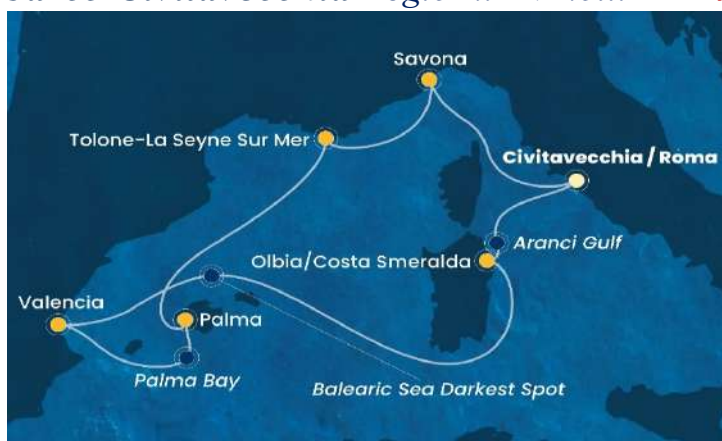 Savona
Tolone-La Seyne Sur Mer
Civitavecchia / Roma
Aranci Gulf
Olbia/Costa Smeralda
Valencia
Palma
Palma Bay
Balearic Sea Darkest Spot